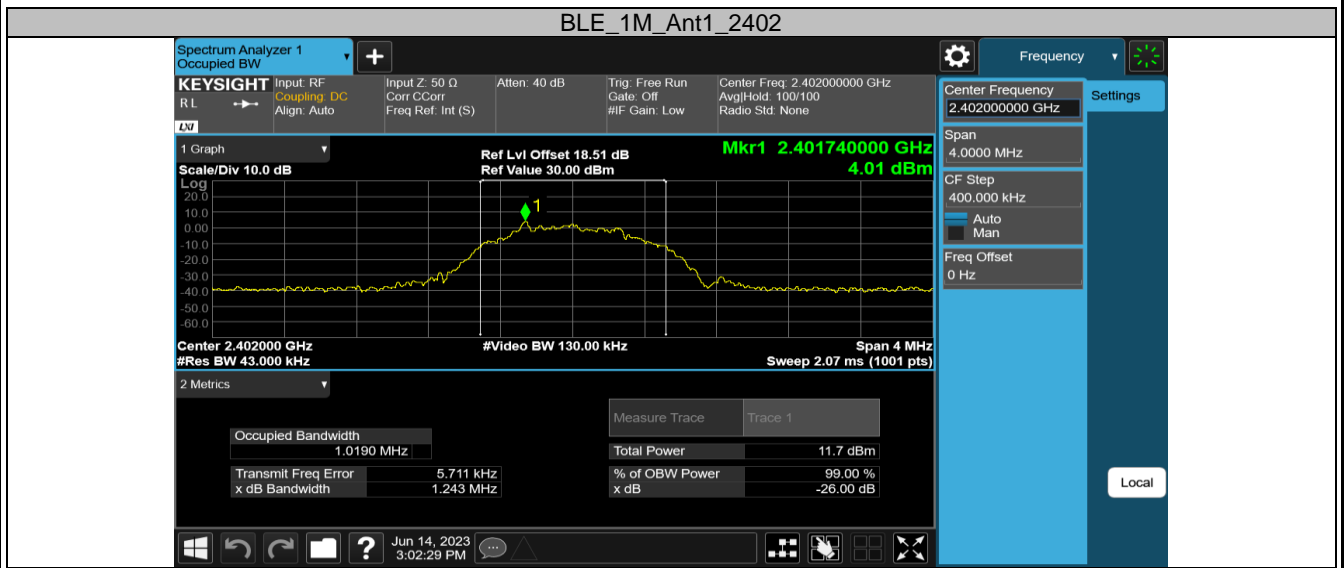 BLE_1M_Ant1_2402
Spectrum Analyzer 1
Occupied BW
+
Frequency
KEYSIGHT
RL
LXI
Input: RF
Coupling: DC
Align: Auto
Input Z: 50 Ω
Corr CCorr
Freq Ref: Int (S)
Atten: 40 dB
Trig: Free Run
Gate: Off
#IF Gain: Low
Center Freq: 2.402000000 GHz
Avg|Hold: 100/100
Radio Std: None
Center Frequency
2.402000000 GHz
Settings
Span
4.0000 MHz
CF Step
400.000 kHz
Auto
Man
Freq Offset
0 Hz
1 Graph
Scale/Div 10.0 dB
Ref Lvl Offset 18.51 dB
Ref Value 30.00 dBm
Mkr1 2.401740000 GHz
4.01 dBm
Log
20.0
10.0
0.00
-10.0
-20.0
-30.0
-40.0
-50.0
-60.0
1
Center 2.402000 GHz
#Video BW 130.00 kHz
Span 4 MHz
#Res BW 43.000 kHz
Sweep 2.07 ms (1001 pts)
2 Metrics
Measure Trace Trace 1
Occupied Bandwidth
1.0190 MHz
Total Power 11.7 dBm
Transmit Freq Error 5.711 kHz
% of OBW Power 99.00 %
x dB Bandwidth 1.243 MHz
x dB -26.00 dB
Local
?
Jun 14, 2023
3:02:29 PM